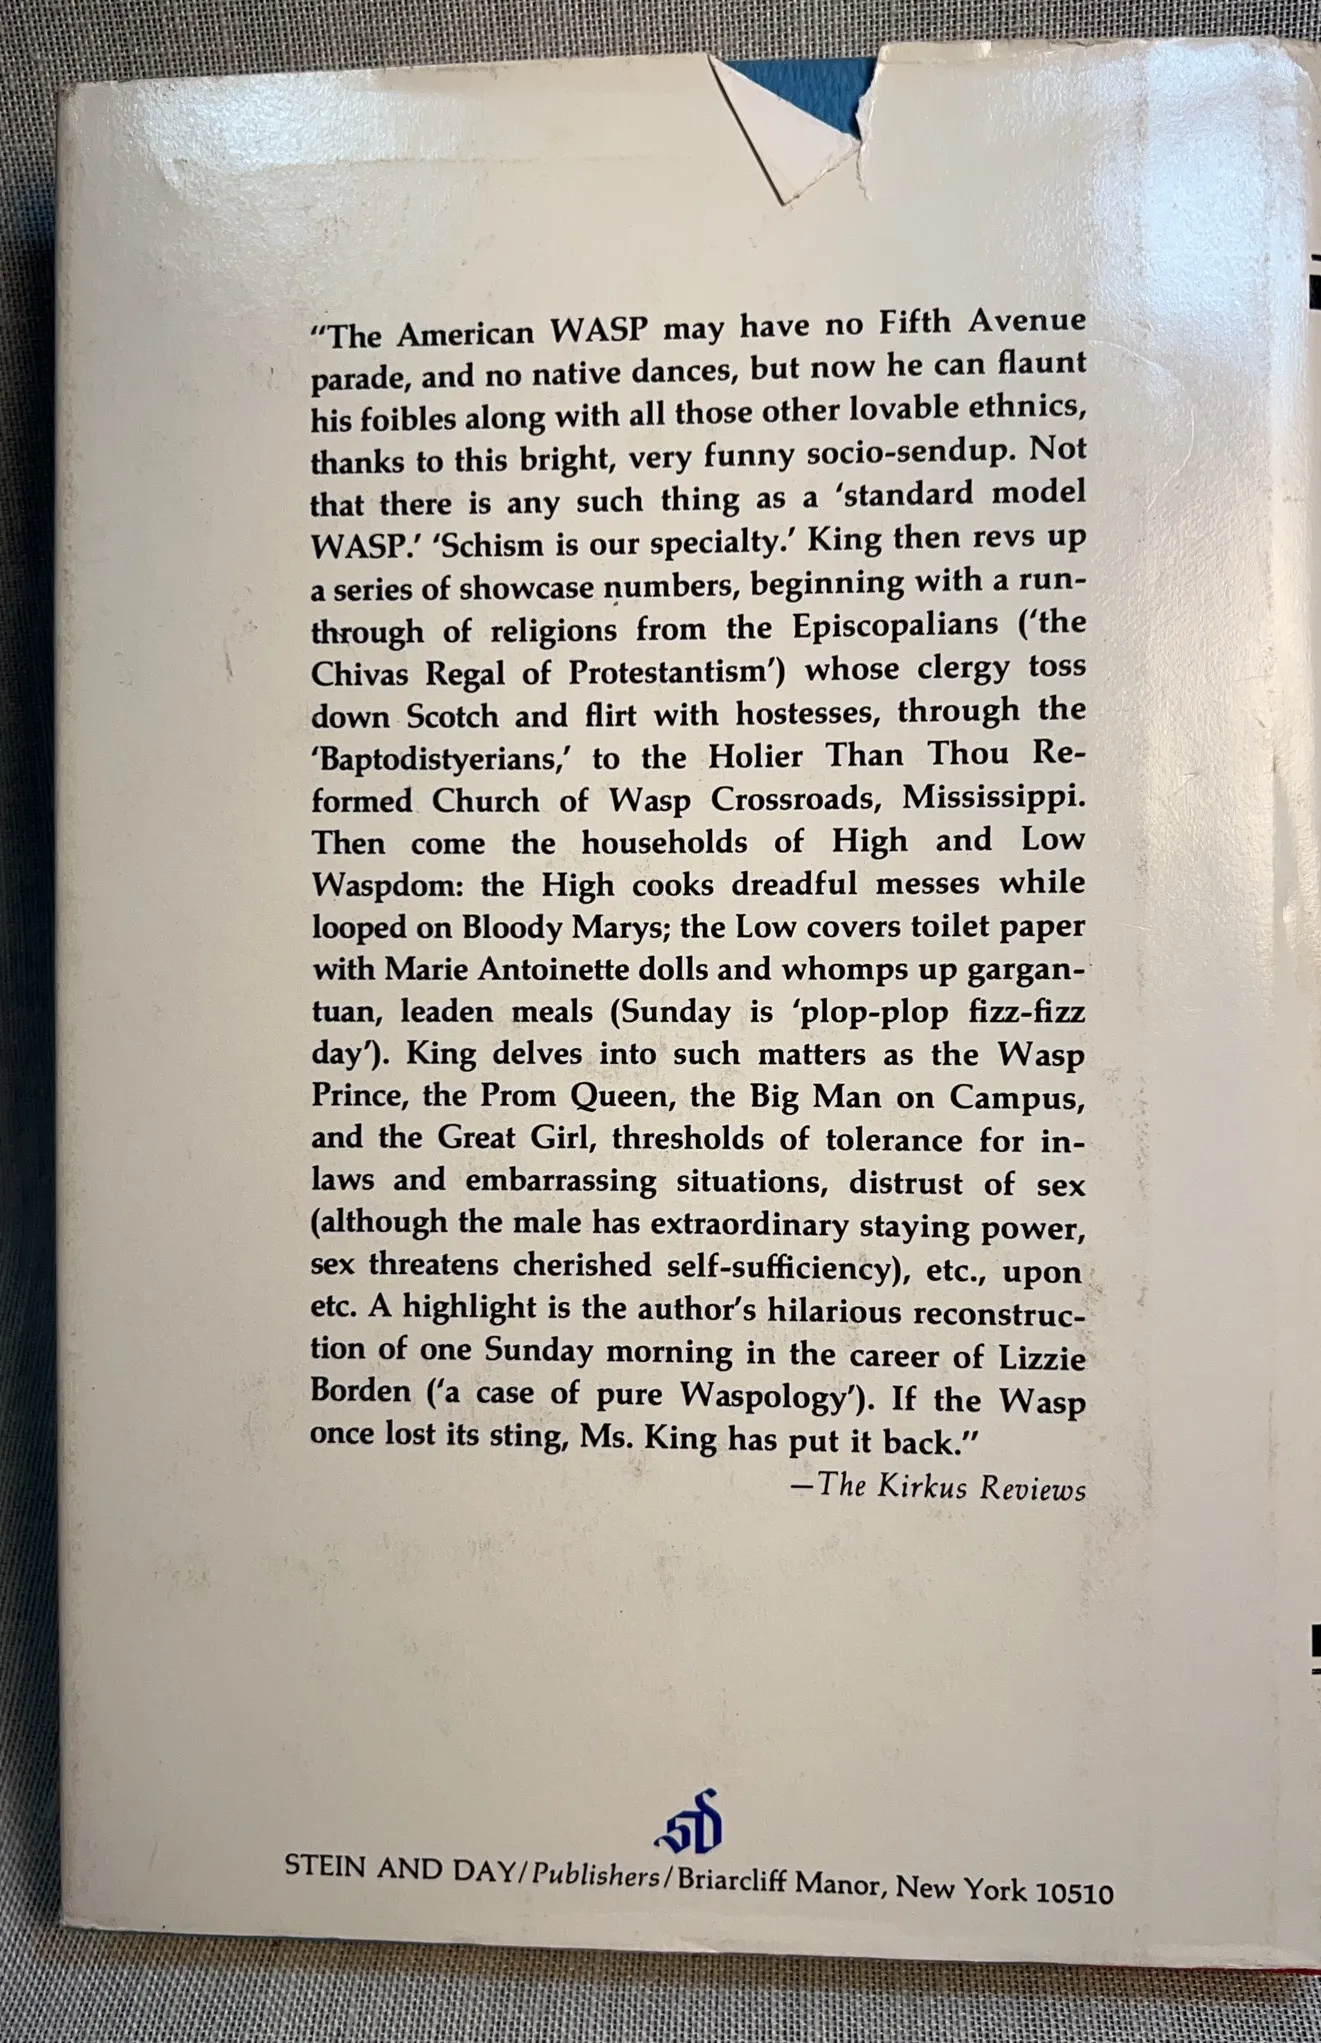 "The American WASP may have no Fifth Avenue
parade, and no native dances, but now he can flaunt
his foibles along with all those other lovable ethnics,
thanks to this bright, very funny socio-sendup. Not
that there is any such thing as a 'standard model
WASP.' 'Schism is our specialty.' King then revs up
a series of showcase numbers, beginning with a run-
through of religions from the Episcopalians ('the
Chivas Regal of Protestantism') whose clergy toss
down Scotch and flirt with hostesses, through the
'Baptodistyerians,' to the Holier Than Thou Re-
formed Church of Wasp Crossroads, Mississippi.
Then come the households of High and Low
Waspdom: the High cooks dreadful messes while
looped on Bloody Marys; the Low covers toilet paper
with Marie Antoinette dolls and whomps up gargan-
tuan, leaden meals (Sunday is 'plop-plop fizz-fizz
day'). King delves into such matters as the Wasp
Prince, the Prom Queen, the Big Man on Campus,
and the Great Girl, thresholds of tolerance for in-
laws and embarrassing situations, distrust of sex
(although the male has extraordinary staying power,
sex threatens cherished self-sufficiency), etc., upon
etc. A highlight is the author's hilarious reconstruc-
tion of one Sunday morning in the career of Lizzie
Borden ('a case of pure Waspology'). If the Wasp
once lost its sting, Ms. King has put it back."
—The Kirkus Reviews
SD
STEIN AND DAY/Publishers/Briarcliff Manor, New York 10510